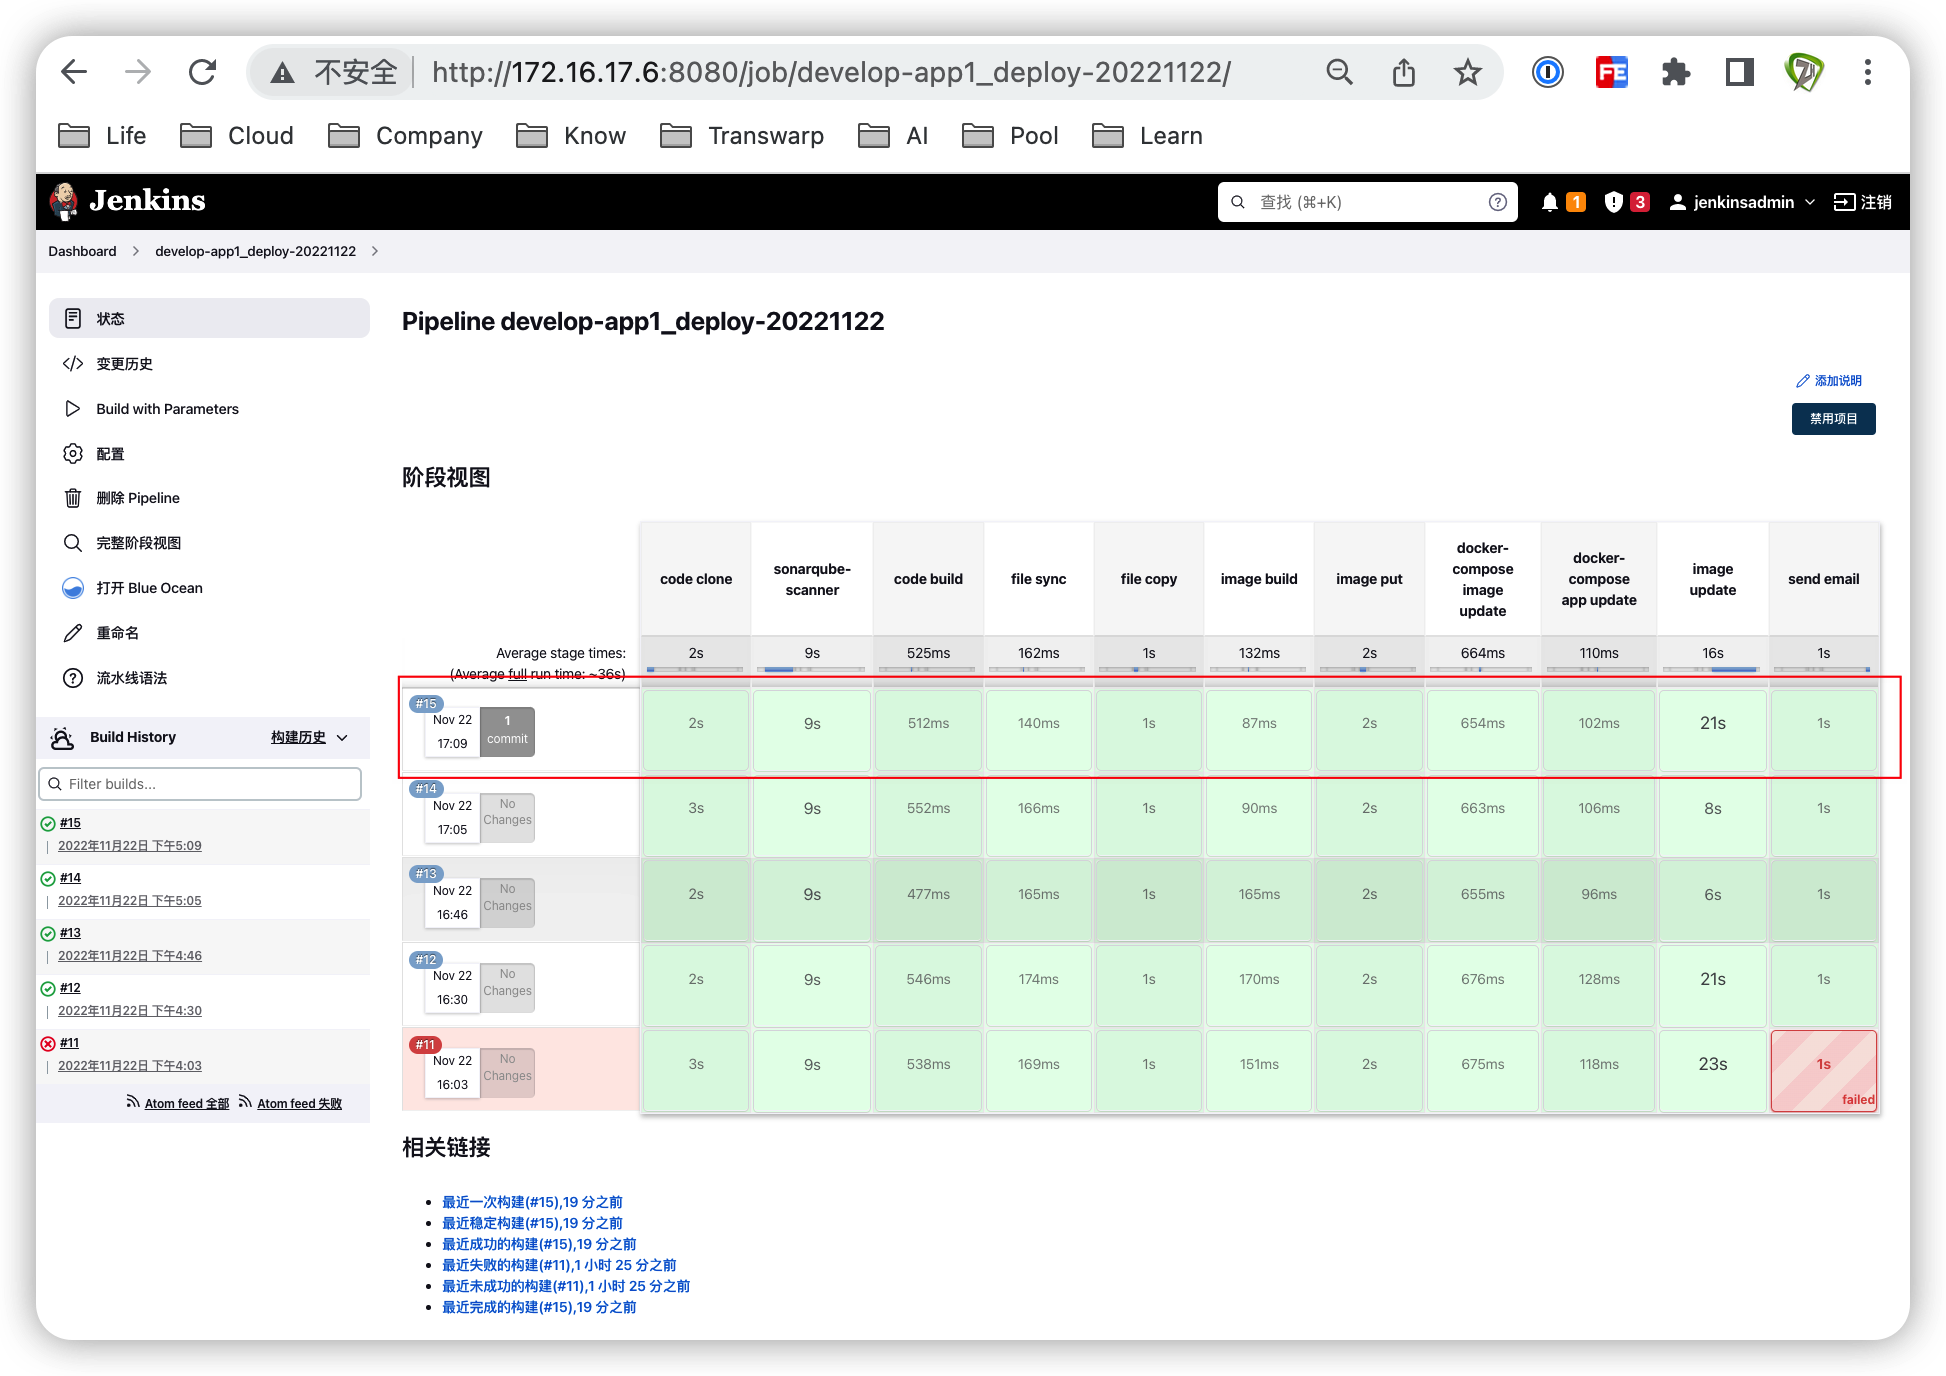 不安全 http://172.16.17.6:8080/job/develop-app1_deploy-20221122/
Life Cloud Company Know Transwarp AI Pool Learn
Jenkins 查找 (⌘+K) 1 3 jenkinsadmin 注销
Dashboard develop-app1_deploy-20221122
状态
变更历史
Build with Parameters
配置
删除 Pipeline
完整阶段视图
打开 Blue Ocean
重命名
流水线语法
Build History 构建历史
Filter builds...
#15
2022年11月22日 下午5:09
#14
2022年11月22日 下午5:05
#13
2022年11月22日 下午4:46
#12
2022年11月22日 下午4:30
#11
2022年11月22日 下午4:03
Atom feed 全部 Atom feed 失败
Pipeline develop-app1_deploy-20221122
添加说明
禁用项目
阶段视图
code clone sonarqube-scanner code build file sync file copy image build image put docker-compose image update docker-compose app update image update send email
Average stage times: 2s 9s 525ms 162ms 1s 132ms 2s 664ms 110ms 16s 1s
(Average full run time: ~36s)
#15
Nov 22 17:09 1 commit 2s 9s 512ms 140ms 1s 87ms 2s 654ms 102ms 21s 1s
#14
Nov 22 17:05 No Changes 3s 9s 552ms 166ms 1s 90ms 2s 663ms 106ms 8s 1s
#13
Nov 22 16:46 No Changes 2s 9s 477ms 165ms 1s 165ms 2s 655ms 96ms 6s 1s
#12
Nov 22 16:30 No Changes 2s 9s 546ms 174ms 1s 170ms 2s 676ms 128ms 21s 1s
#11
Nov 22 16:03 No Changes 3s 9s 538ms 169ms 1s 151ms 2s 675ms 118ms 23s 1s
failed
相关链接
最近一次构建(#15),19 分之前
最近稳定构建(#15),19 分之前
最近成功的构建(#15),19 分之前
最近失败的构建(#11),1 小时 25 分之前
最近未成功的构建(#11),1 小时 25 分之前
最近完成的构建(#15),19 分之前